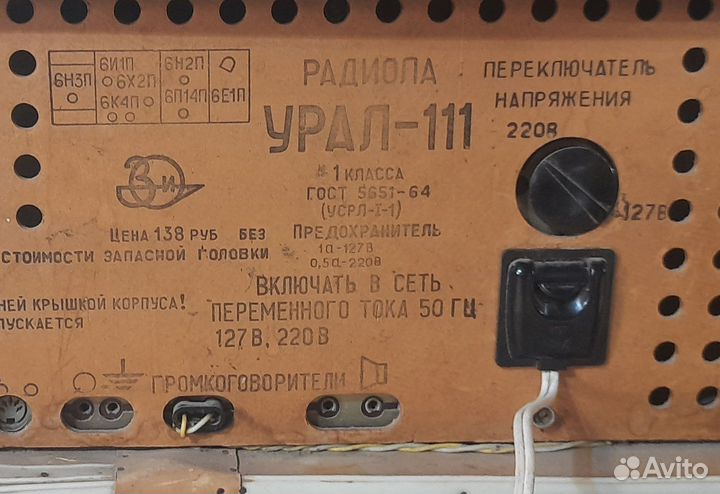 6И1П 6Н2П
6Н3П 6Х2П
6К4П 6П14П 6Е1П
РАДИОЛА
УРАЛ-111
1 КЛАССА
ГОСТ 5651-64
(УСРЛ-I-1)
ПРЕДОХРАНИТЕЛЬ
1а-127В
0,5а-220В
ПЕРЕКЛЮЧАТЕЛЬ
НАПРЯЖЕНИЯ
220В
127В
ЗИ
ЦЕНА 138 РУБ БЕЗ
СТОИМОСТИ ЗАПАСНОЙ ГОЛОВКИ
ВКЛЮЧАТЬ В СЕТЬ
ПЕРЕМЕННОГО ТОКА 50 ГЦ
127 В, 220 В
НЕЙ КРЫШКОЙ КОРПУСА!
ПУСКАЕТСЯ
ГРОМКОГОВОРИТЕЛИ
Avito